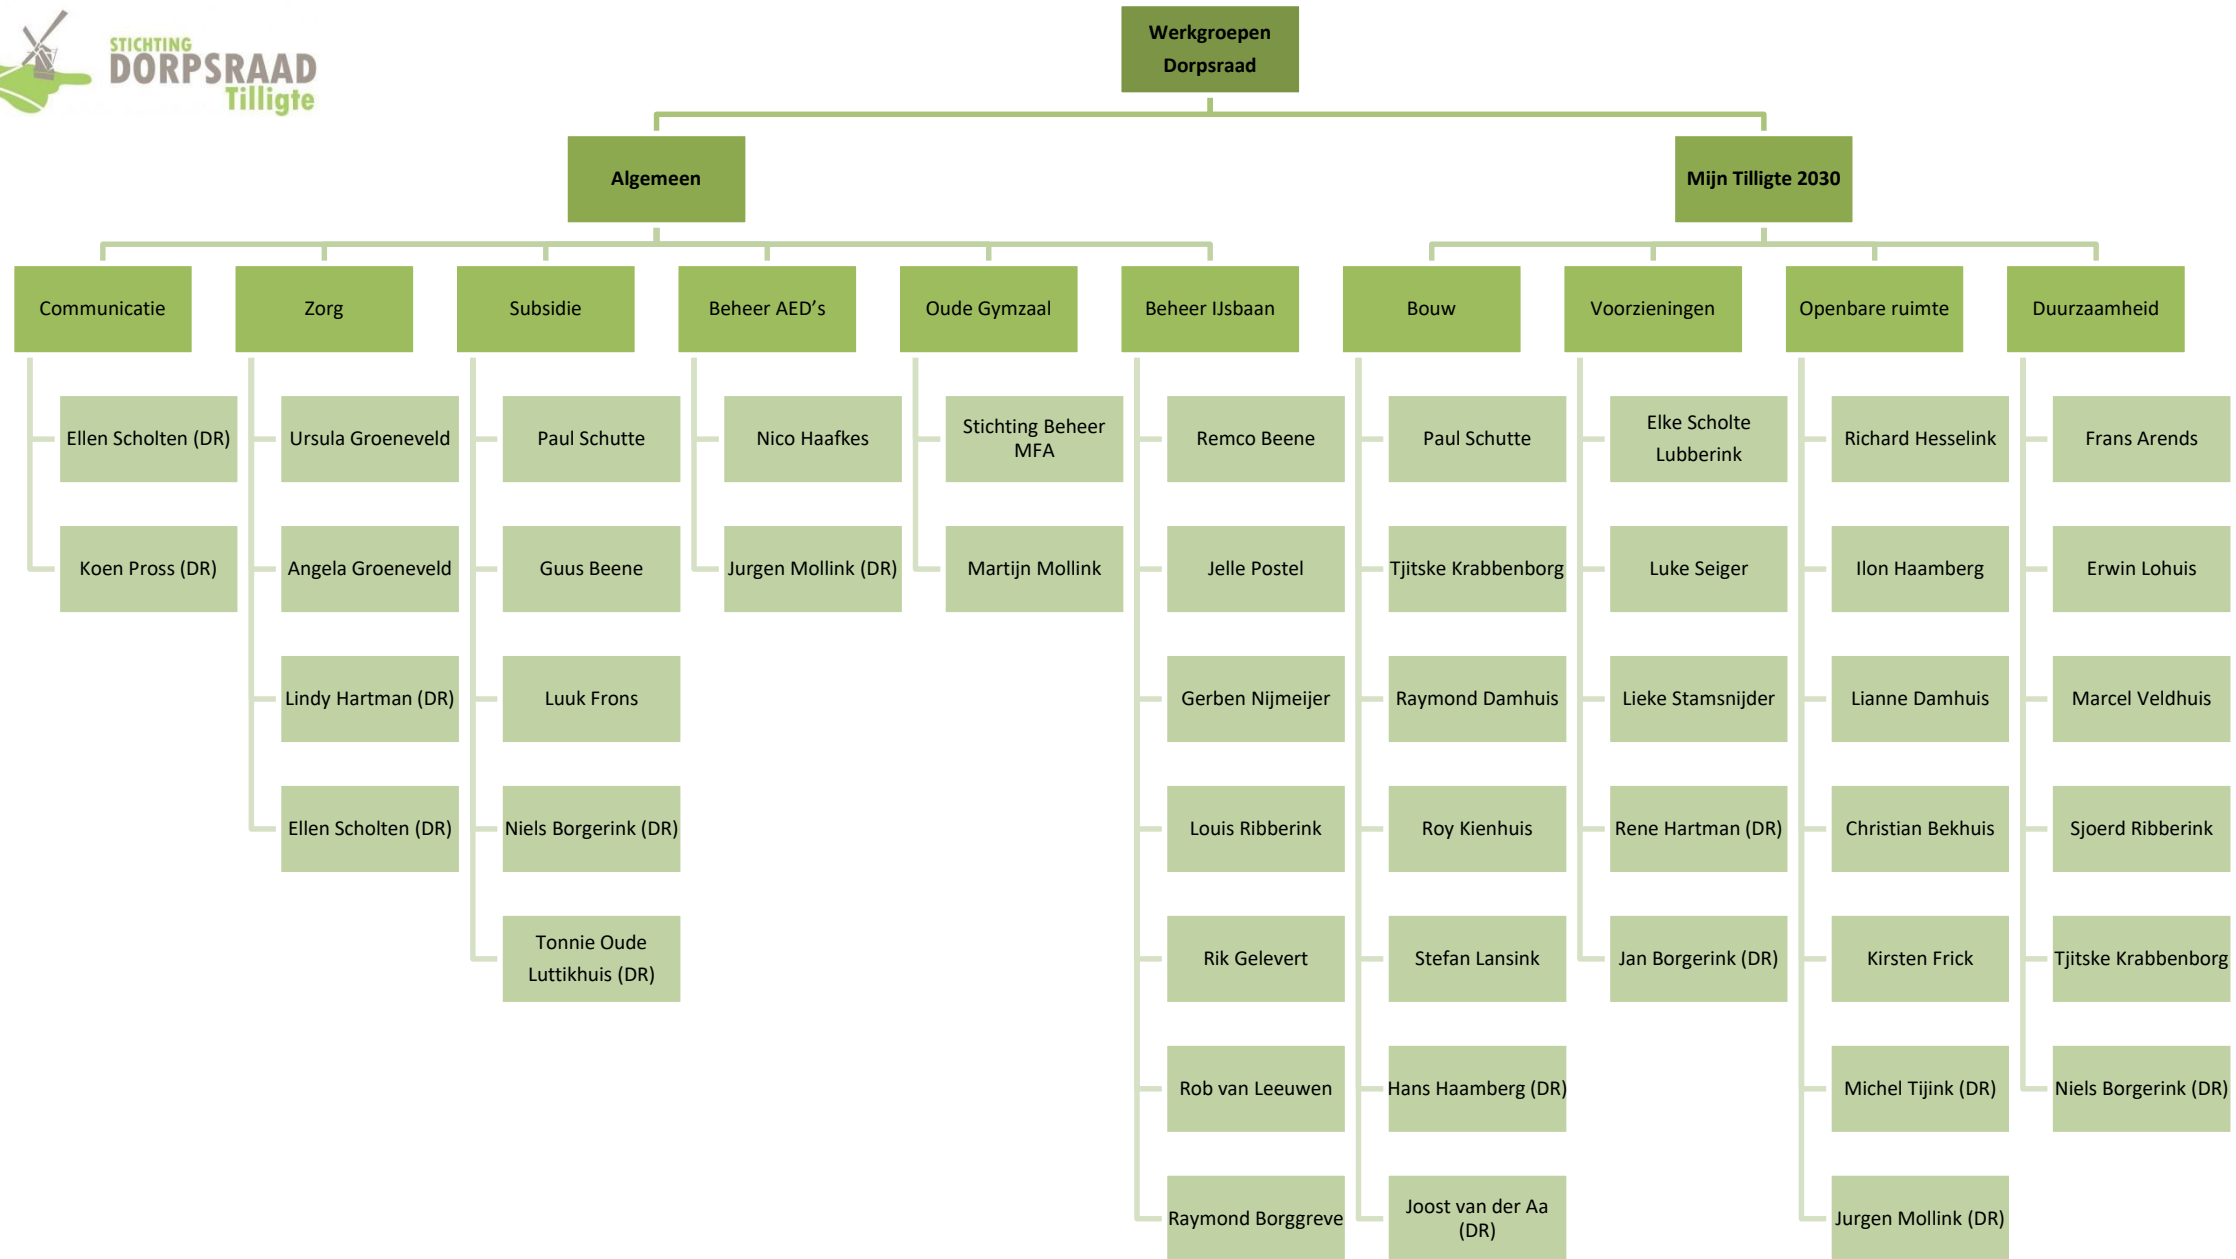 STICHTING
DORPSRAAD
Tilligte
Werkgroepen
Dorpsraad
Algemeen
Mijn Tilligte 2030
Communicatie
Zorg
Subsidie
Beheer AED’s
Oude Gymzaal
Beheer IJsbaan
Bouw
Voorzieningen
Openbare ruimte
Duurzaamheid
Ellen Scholten (DR)
Koen Pross (DR)
Ursula Groeneveld
Angela Groeneveld
Lindy Hartman (DR)
Ellen Scholten (DR)
Paul Schutte
Guus Beene
Luuk Frons
Niels Borgerink (DR)
Tonnie Oude
Luttikhuis (DR)
Nico Haafkes
Jurgen Mollink (DR)
Stichting Beheer
MFA
Martijn Mollink
Remco Beene
Jelle Postel
Gerben Nijmeijer
Louis Ribberink
Rik Gelevert
Rob van Leeuwen
Raymond Borggreve
Paul Schutte
Tjitske Krabbenborg
Raymond Damhuis
Roy Kienhuis
Stefan Lansink
Hans Haamberg (DR)
Joost van der Aa
(DR)
Elke Scholte
Lubberink
Luke Seiger
Lieke Stamsnijder
Rene Hartman (DR)
Jan Borgerink (DR)
Richard Hesselink
Ilon Haamberg
Lianne Damhuis
Christian Bekhuis
Kirsten Frick
Michel Tijink (DR)
Jurgen Mollink (DR)
Frans Arends
Erwin Lohuis
Marcel Veldhuis
Sjoerd Ribberink
Tjitske Krabbenborg
Niels Borgerink (DR)